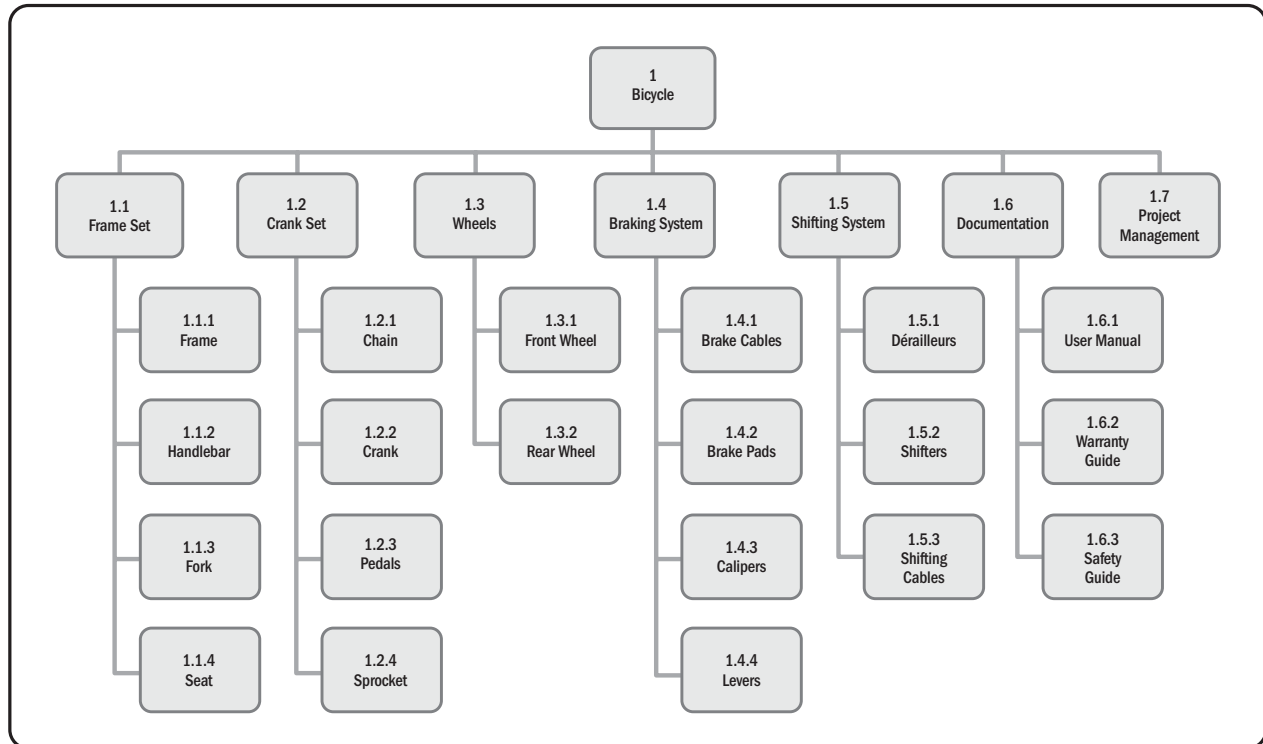 1
Bicycle
1.1
Frame Set
1.2
Crank Set
1.3
Wheels
1.4
Braking System
1.5
Shifting System
1.6
Documentation
1.7
Project
Management
1.1.1
Frame
1.2.1
Chain
1.3.1
Front Wheel
1.4.1
Brake Cables
1.5.1
Dérailleurs
1.6.1
User Manual
1.1.2
Handlebar
1.2.2
Crank
1.3.2
Rear Wheel
1.4.2
Brake Pads
1.5.2
Shifters
1.6.2
Warranty
Guide
1.1.3
Fork
1.2.3
Pedals
1.4.3
Calipers
1.5.3
Shifting
Cables
1.6.3
Safety
Guide
1.1.4
Seat
1.2.4
Sprocket
1.4.4
Levers